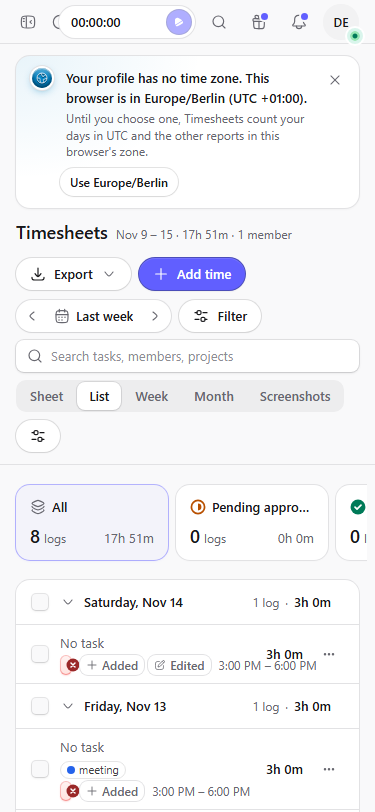 00:00:00
DE
Your profile has no time zone. This
browser is in Europe/Berlin (UTC +01:00).
Until you choose one, Timesheets count your
days in UTC and the other reports in this
browser's zone.
Use Europe/Berlin
Timesheets Nov 9 – 15 · 17h 51m · 1 member
Export
Add time
Last week
Filter
Search tasks, members, projects
Sheet List Week Month Screenshots
All
8 logs 17h 51m
Pending appro...
0 logs 0h 0m
0
Saturday, Nov 14 1 log · 3h 0m
No task
3h 0m
Added Edited 3:00 PM – 6:00 PM
Friday, Nov 13 1 log · 3h 0m
No task
meeting 3h 0m
Added 3:00 PM – 6:00 PM